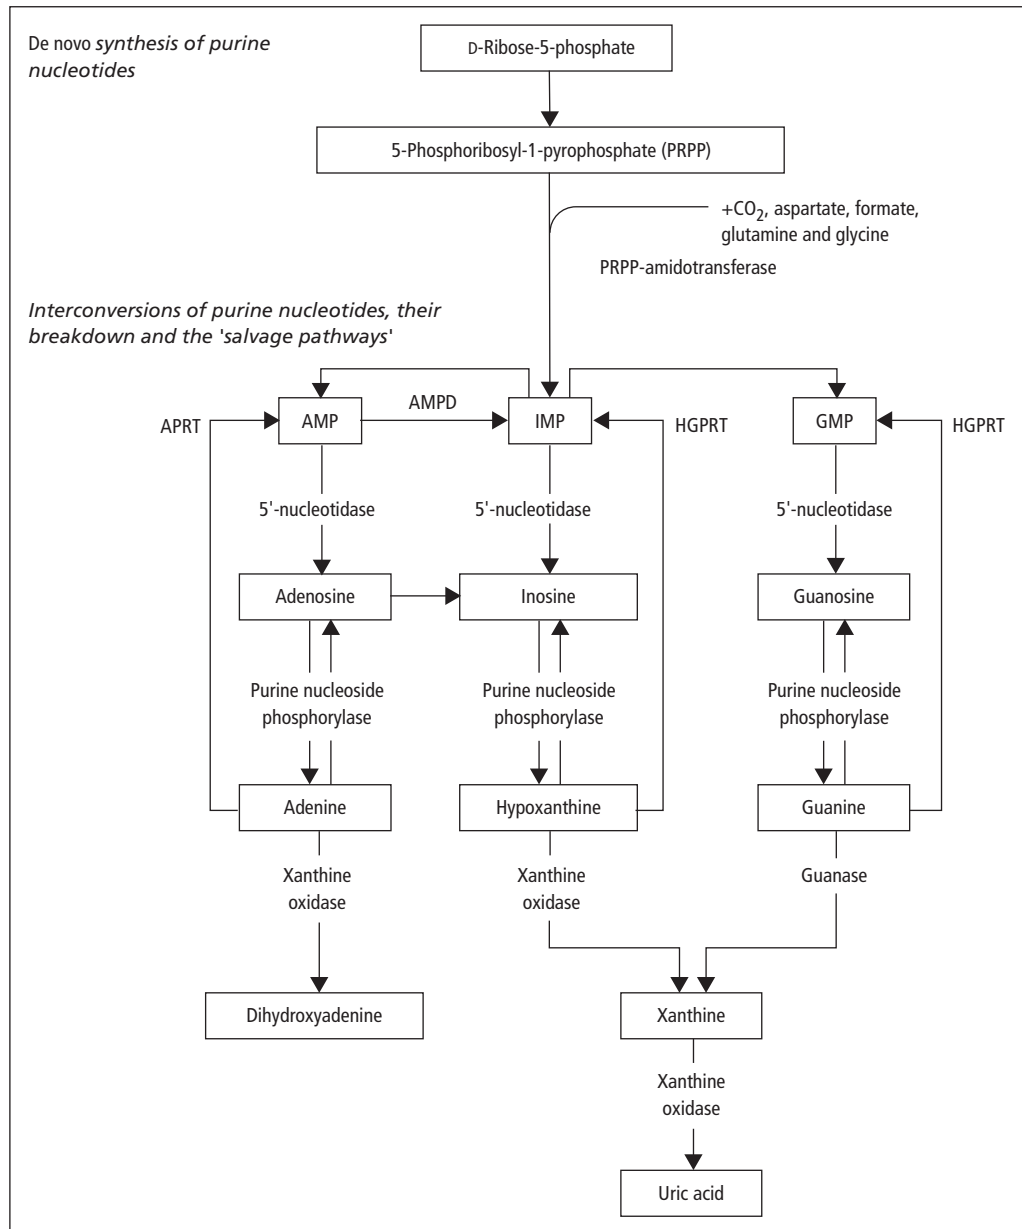 De novo synthesis of purine
nucleotides
D-Ribose-5-phosphate
5-Phosphoribosyl-1-pyrophosphate (PRPP)
+CO2, aspartate, formate,
glutamine and glycine
PRPP-amidotransferase
Interconversions of purine nucleotides, their
breakdown and the 'salvage pathways'
APRT
AMP
AMPD
IMP
HGPRT
GMP
HGPRT
5'-nucleotidase
5'-nucleotidase
5'-nucleotidase
Adenosine
Inosine
Guanosine
Purine nucleoside
phosphorylase
Purine nucleoside
phosphorylase
Purine nucleoside
phosphorylase
Adenine
Hypoxanthine
Guanine
Xanthine
oxidase
Xanthine
oxidase
Guanase
Dihydroxyadenine
Xanthine
Xanthine
oxidase
Uric acid